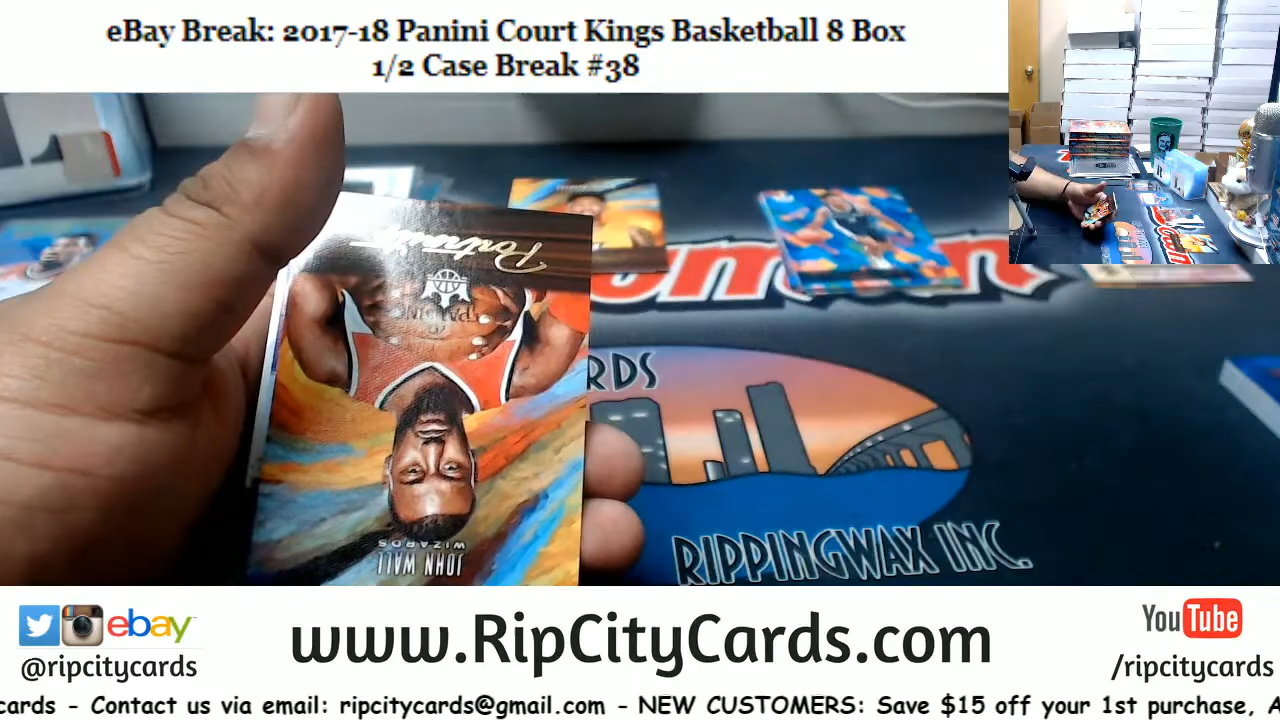 eBay Break: 2017-18 Panini Court Kings Basketball 8 Box
1/2 Case Break #38
Portraits
JOHN WALL
WIZARDS
RDS
RIPPINGWAX INC.
ebay
@ripcitycards
www.RipCityCards.com
YouTube
/ripcitycards
cards - Contact us via email: ripcitycards@gmail.com - NEW CUSTOMERS: Save $15 off your 1st purchase, A